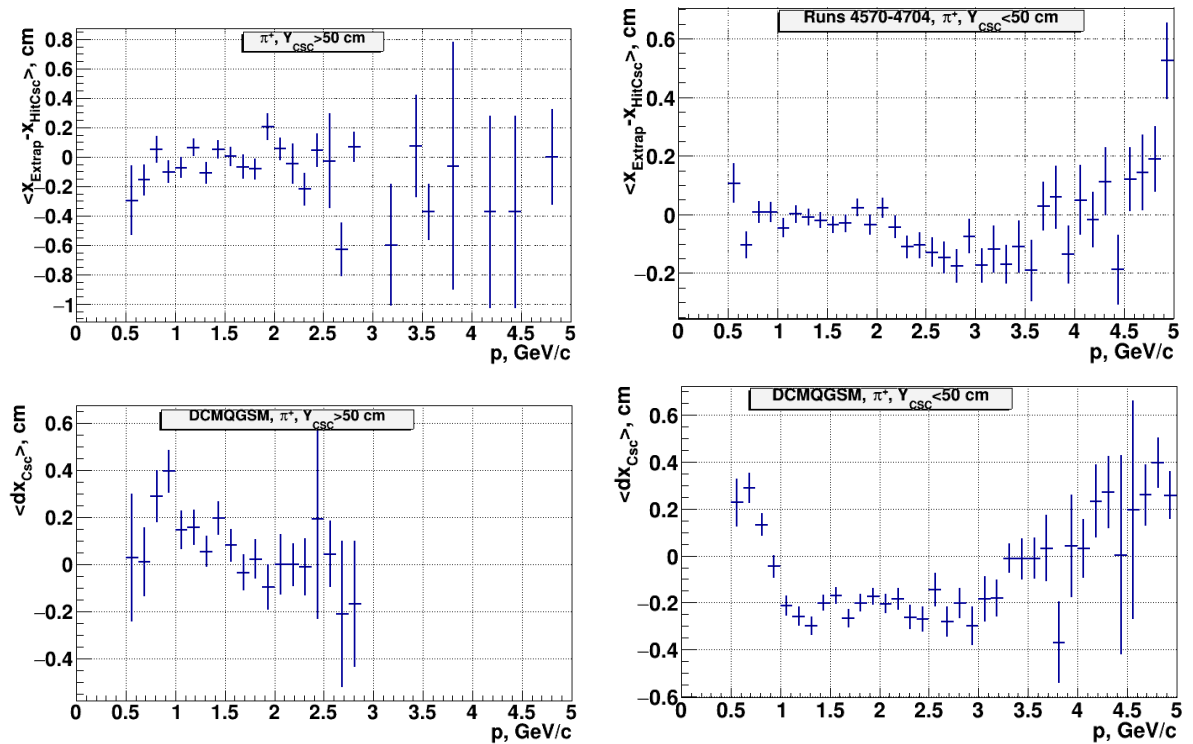 π⁺, Y_CSC>50 cm
<x_Extrap-x_HitCsc>, cm
0.8
0.6
0.4
0.2
0
−0.2
−0.4
−0.6
−0.8
−1
0 0.5 1 1.5 2 2.5 3 3.5 4 4.5 5
p, GeV/c
Runs 4570-4704, π⁺, Y_CSC<50 cm
<x_Extrap-x_HitCsc>, cm
0.6
0.4
0.2
0
−0.2
0 0.5 1 1.5 2 2.5 3 3.5 4 4.5 5
p, GeV/c
DCMQGSM, π⁺, Y_CSC>50 cm
<dx_Csc>, cm
0.6
0.4
0.2
0
−0.2
−0.4
0 0.5 1 1.5 2 2.5 3 3.5 4 4.5 5
p, GeV/c
DCMQGSM, π⁺, Y_CSC<50 cm
<dx_Csc>, cm
0.6
0.4
0.2
0
−0.2
−0.4
−0.6
0 0.5 1 1.5 2 2.5 3 3.5 4 4.5 5
p, GeV/c